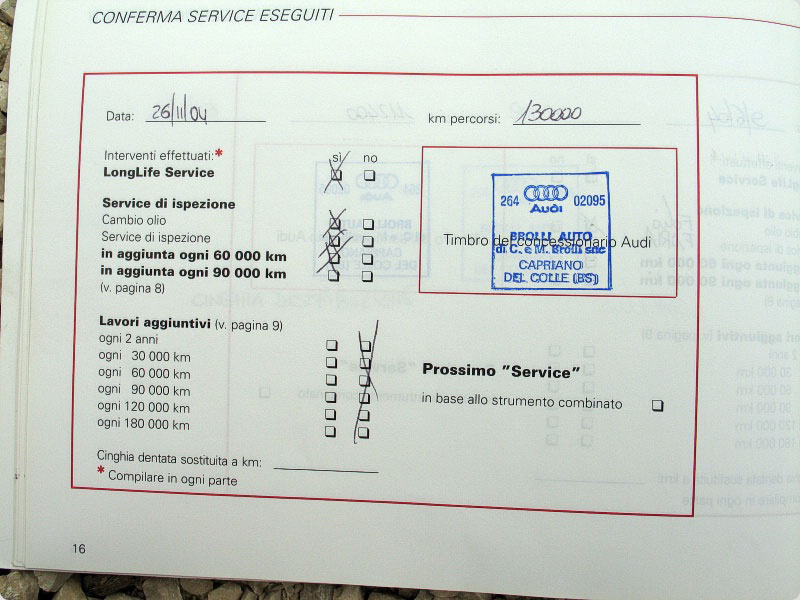 CONFERMA SERVICE ESEGUITI
Data: 26/11/04
km percorsi: 130000
Interventi effettuati:*
sì no
LongLife Service
Service di ispezione
Cambio olio
Service di ispezione
in aggiunta ogni 60 000 km
in aggiunta ogni 90 000 km
(v. pagina 8)
264 02095
Audi
Timbro del concessionario Audi
BROLLI AUTO
di C. e M. Brolli snc
CAPRIANO
DEL COLLE (BS)
Lavori aggiuntivi (v. pagina 9)
ogni 2 anni
ogni 30 000 km
ogni 60 000 km
ogni 90 000 km
ogni 120 000 km
ogni 180 000 km
Prossimo "Service"
in base allo strumento combinato
Cinghia dentata sostituita a km:
* Compilare in ogni parte
16